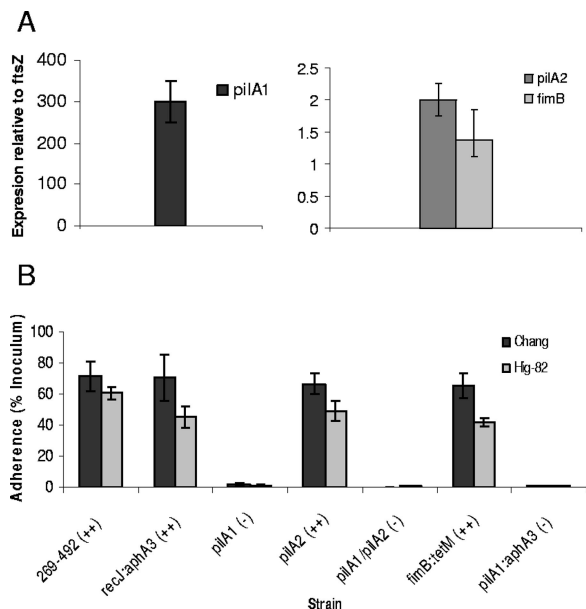 A
Expresion relative to ftsZ
400
300
200
100
0
pilA1
2.5
2
1.5
1
1.5
0
pilA2
fimB
B
Adherence (% Inoculum)
100
80
60
40
20
0
Chang
Hig-82
269-492 (++)
recJ:aphA3 (++)
pilA1 (-)
pilA2 (++)
pilA1/pilA2 (-)
fimB:tetM (++)
pilA1:aphA3 (-)
Strain